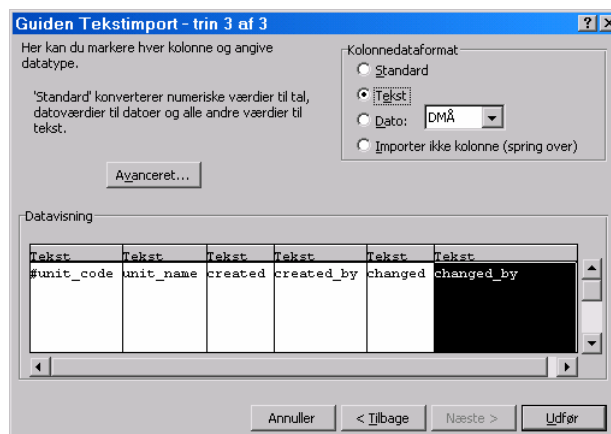 Guiden Tekstimport - trin 3 af 3
Her kan du markere hver kolonne og angive
datatype.
'Standard' konverterer numeriske værdier til tal,
datoværdier til datoer og alle andre værdier til
tekst.
Avanceret...
Kolonnedataformat
Standard
Tekst
Dato: DMÅ
Importer ikke kolonne (spring over)
Datavisning
Tekst Tekst Tekst Tekst Tekst Tekst
#unit_code unit_name created created_by changed changed_by
Annuller < Tilbage Næste > Udfør